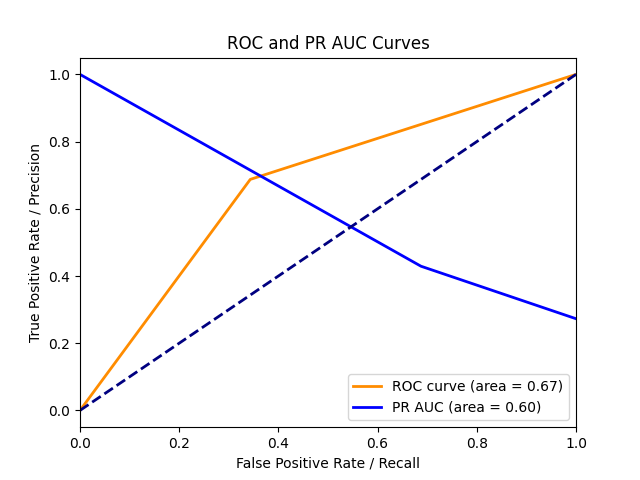 ROC and PR AUC Curves
True Positive Rate / Precision
1.0
0.8
0.6
0.4
0.2
0.0
ROC curve (area = 0.67)
PR AUC (area = 0.60)
0.0 0.2 0.4 0.6 0.8 1.0
False Positive Rate / Recall